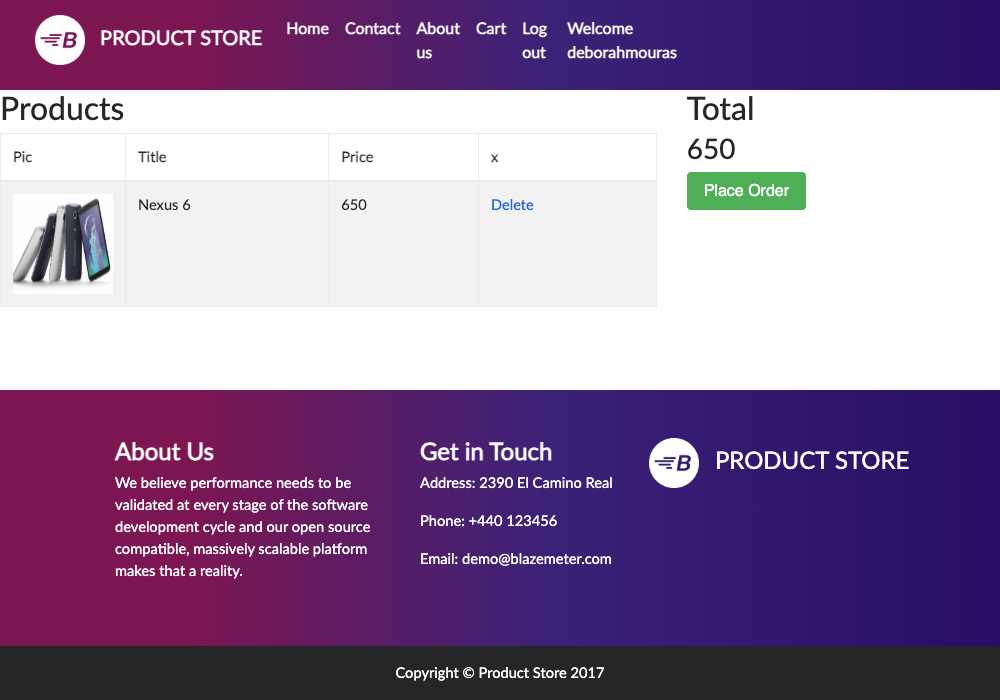 B PRODUCT STORE Home Contact About us Cart Log out Welcome deborahmouras
Products
Pic Title Price x
Nexus 6 650 Delete
Total
650
Place Order
About Us
We believe performance needs to be
validated at every stage of the software
development cycle and our open source
compatible, massively scalable platform
makes that a reality.
Get in Touch
Address: 2390 El Camino Real
Phone: +440 123456
Email: demo@blazemeter.com
B PRODUCT STORE
Copyright © Product Store 2017